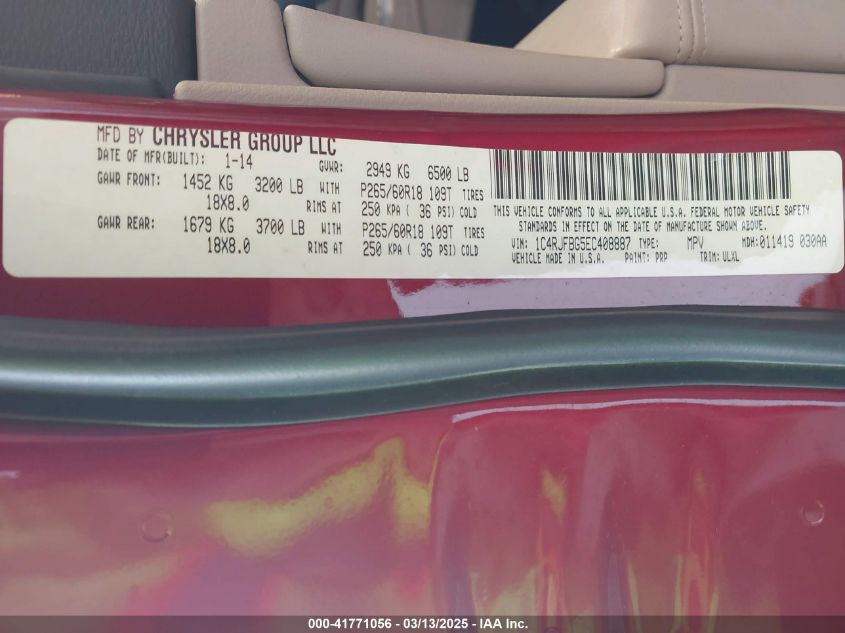 MFD BY CHRYSLER GROUP LLC
DATE OF MFR(BUILT): 1-14 GVWR: 2949 KG 6500 LB
GAWR FRONT: 1452 KG 3200 LB WITH P265/60R18 109T TIRES
18X8.0 RIMS AT 250 KPA ( 36 PSI) COLD
GAWR REAR: 1679 KG 3700 LB WITH P265/60R18 109T TIRES
18X8.0 RIMS AT 250 KPA ( 36 PSI) COLD
THIS VEHICLE CONFORMS TO ALL APPLICABLE U.S.A. FEDERAL MOTOR VEHICLE SAFETY
STANDARDS IN EFFECT ON THE DATE OF MANUFACTURE SHOWN ABOVE.
VIN: 1C4RJFBG5EC408887 TYPE: MPV MDH:011419 030AA
VEHICLE MADE IN U.S.A. PAINT: PRP TRIM: ULXL
000-41771056 — 03/13/2025 — IAA Inc.